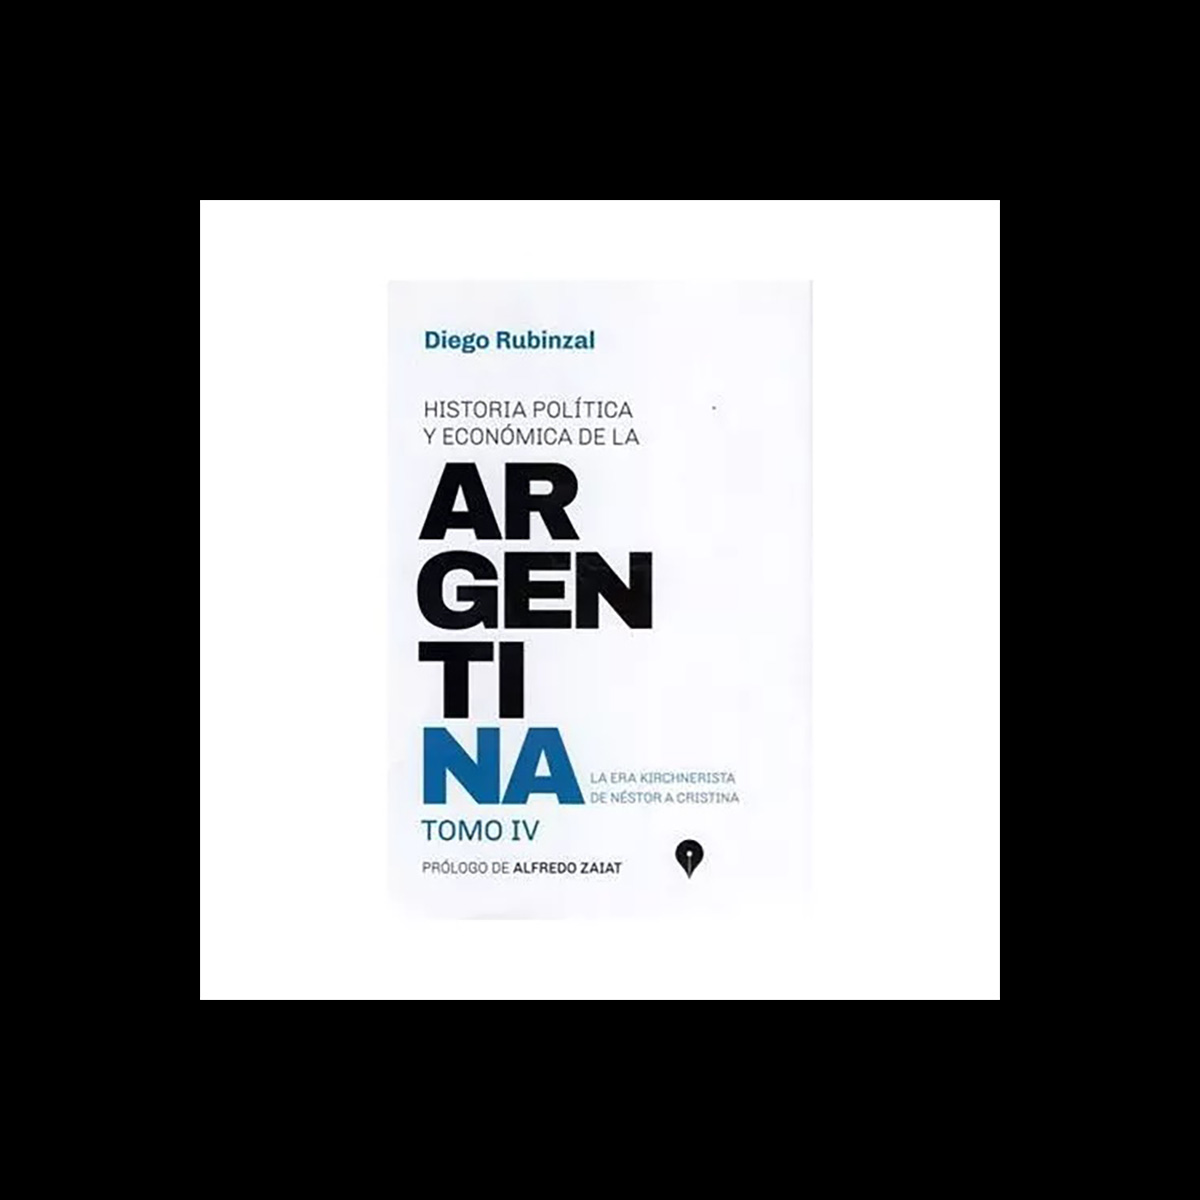 Diego Rubinzal
HISTORIA POLÍTICA
Y ECONÓMICA DE LA
AR
GEN
TI
NA
LA ERA KIRCHNERISTA
DE NÉSTOR A CRISTINA
TOMO IV
PRÓLOGO DE ALFREDO ZAIAT